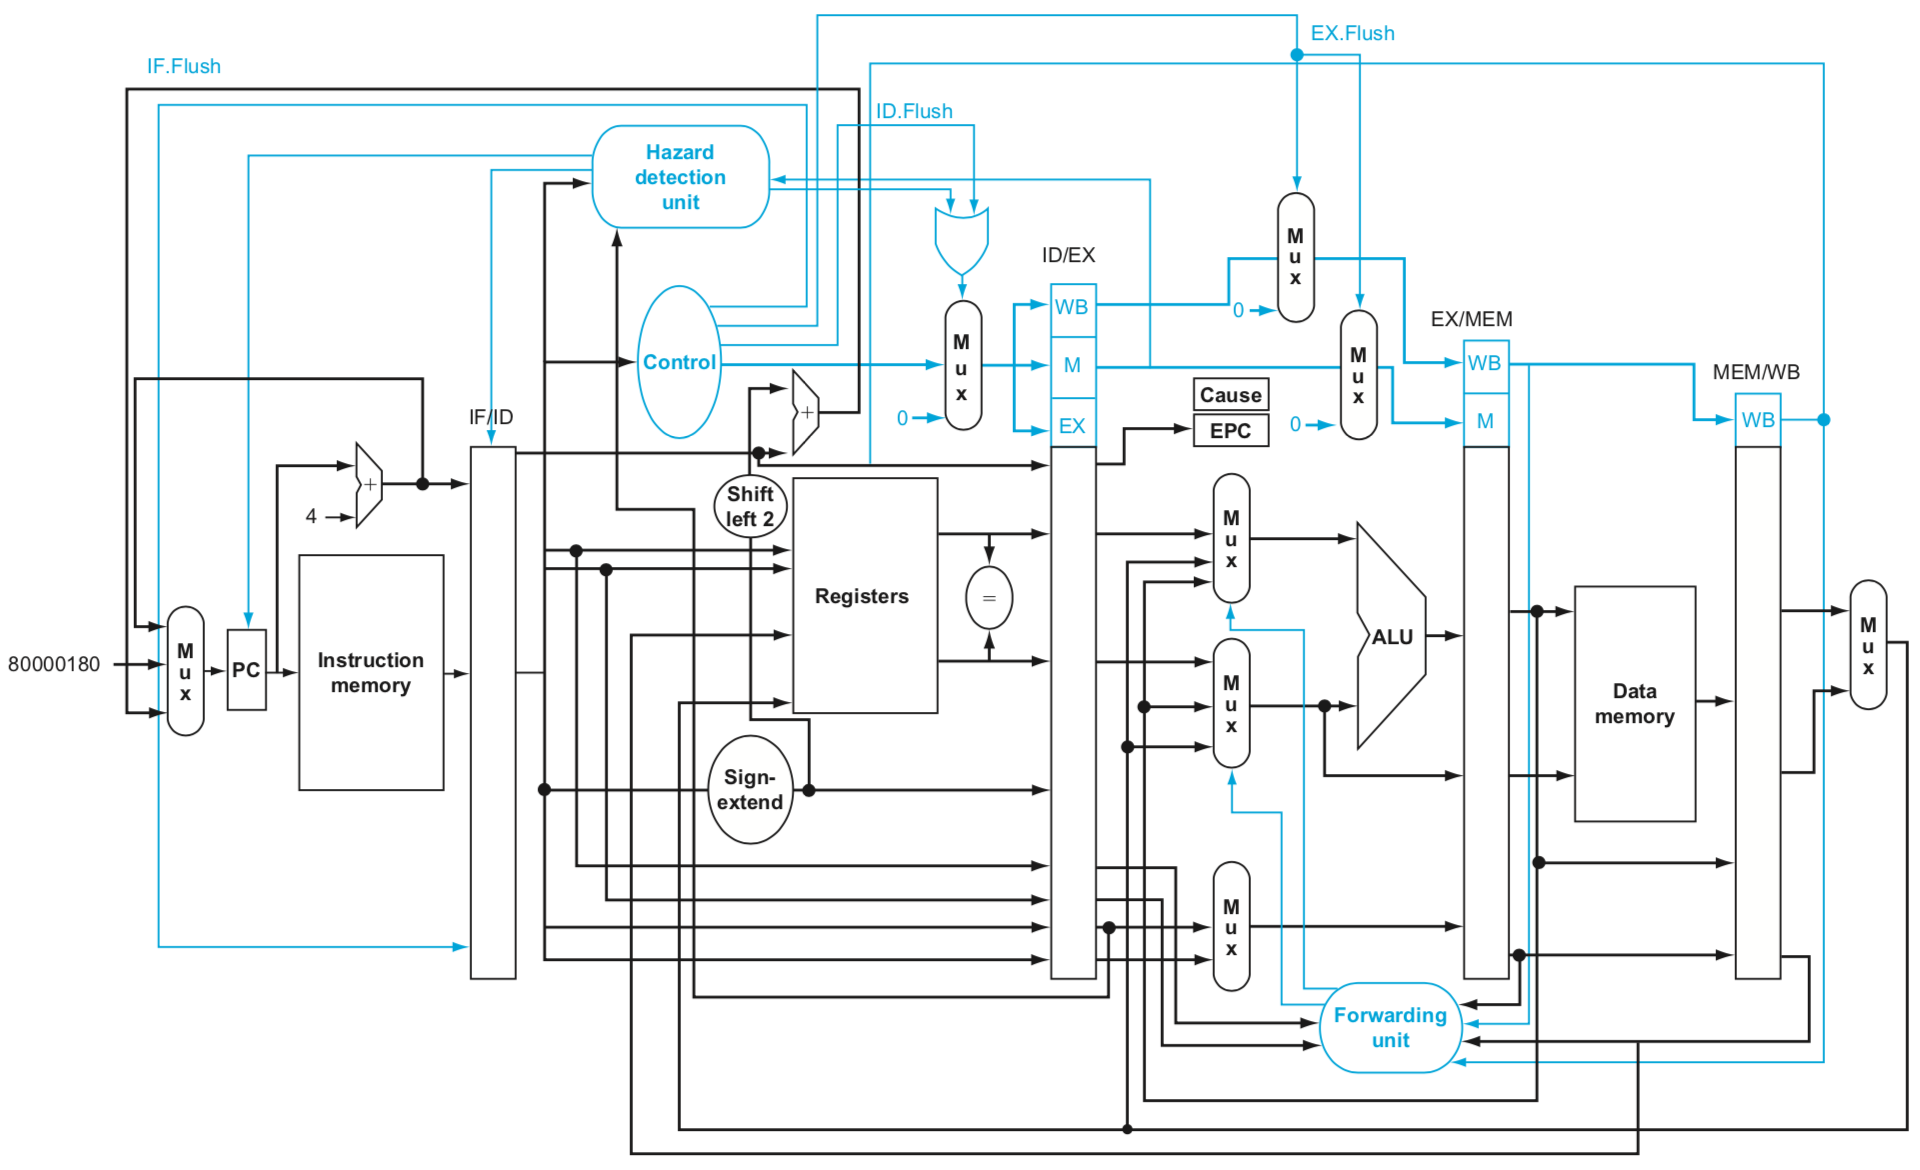 EX.Flush
IF.Flush
ID.Flush
Hazard
detection
unit
M
u
x
ID/EX
WB
0
EX/MEM
M
u
x
Control
M
u
x
M
WB
MEM/WB
Cause
+
IF/ID
0
EX
EPC
0
M
WB
+
Shift
left 2
4
M
u
x
Registers
=
M
u
x
80000180
M
u
x
PC
Instruction
memory
ALU
M
u
x
Data
memory
Sign-
extend
M
u
x
Forwarding
unit